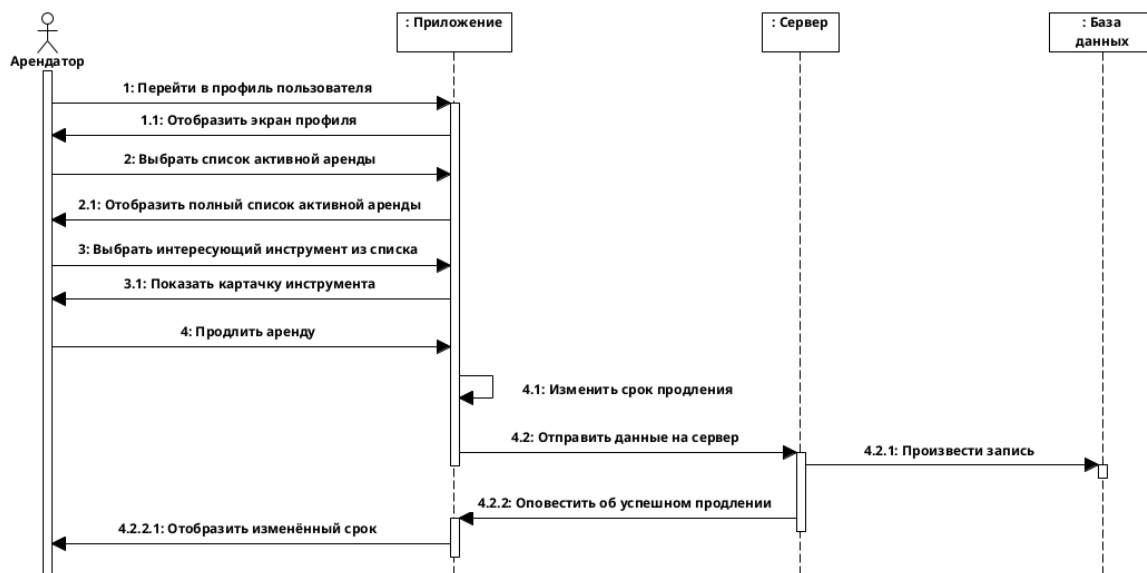 Арендатор
: Приложение
: Сервер
: База
данных
1: Перейти в профиль пользователя
1.1: Отобразить экран профиля
2: Выбрать список активной аренды
2.1: Отобразить полный список активной аренды
3: Выбрать интересующий инструмент из списка
3.1: Показать картачку инструмента
4: Продлить аренду
4.1: Изменить срок продления
4.2: Отправить данные на сервер
4.2.1: Произвести запись
4.2.2: Оповестить об успешном продлении
4.2.2.1: Отобразить изменённый срок